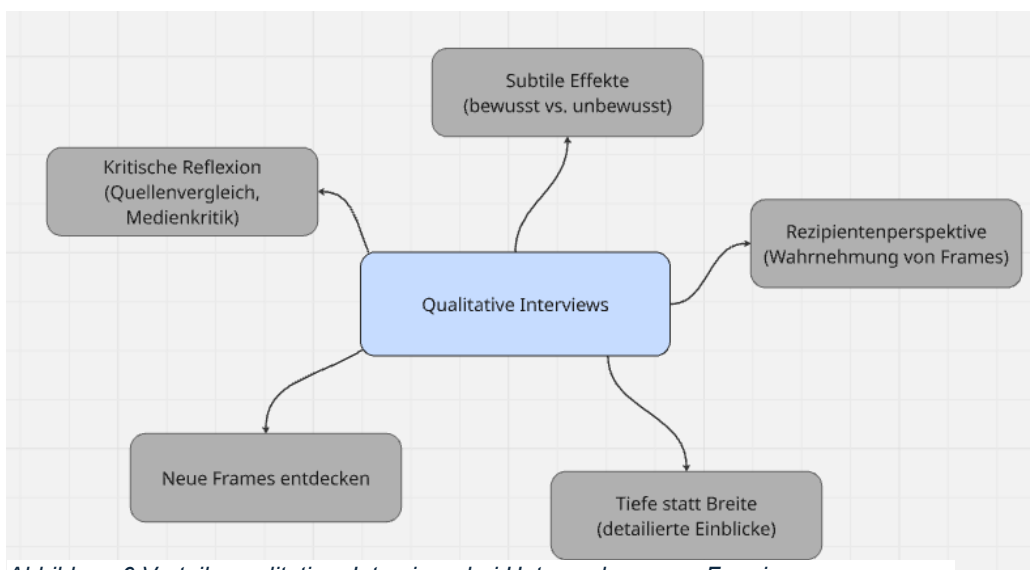 Subtile Effekte
(bewusst vs. unbewusst)
Kritische Reflexion
(Quellenvergleich,
Medienkritik)
Rezipientenperspektive
(Wahrnehmung von Frames)
Qualitative Interviews
Neue Frames entdecken
Tiefe statt Breite
(detailierte Einblicke)